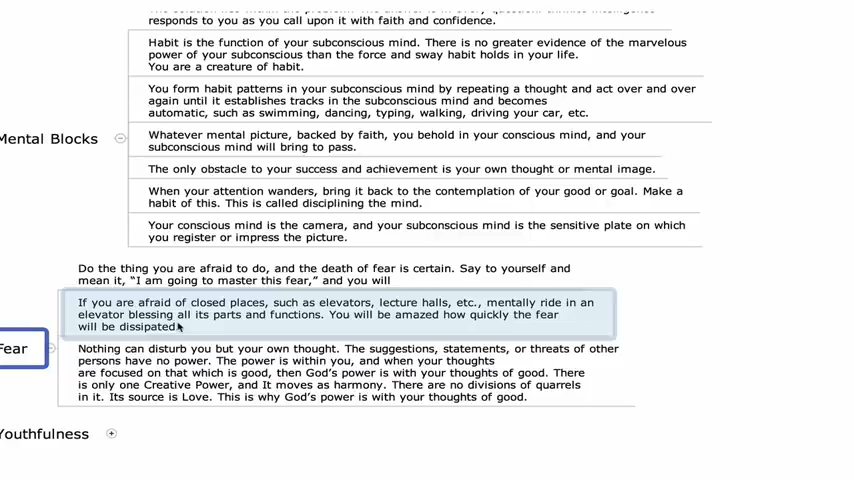 responds to you as you call upon it with faith and confidence.
Habit is the function of your subconscious mind. There is no greater evidence of the marvelous
power of your subconscious than the force and sway habit holds in your life.
You are a creature of habit.
You form habit patterns in your subconscious mind by repeating a thought and act over and over
again until it establishes tracks in the subconscious mind and becomes
automatic, such as swimming, dancing, typing, walking, driving your car, etc.
Mental Blocks
Whatever mental picture, backed by faith, you behold in your conscious mind, and your
subconscious mind will bring to pass.
The only obstacle to your success and achievement is your own thought or mental image.
When your attention wanders, bring it back to the contemplation of your good or goal. Make a
habit of this. This is called disciplining the mind.
Your conscious mind is the camera, and your subconscious mind is the sensitive plate on which
you register or impress the picture.
Do the thing you are afraid to do, and the death of fear is certain. Say to yourself and
mean it, “I am going to master this fear,” and you will
If you are afraid of closed places, such as elevators, lecture halls, etc., mentally ride in an
elevator blessing all its parts and functions. You will be amazed how quickly the fear
will be dissipated.
Fear
Nothing can disturb you but your own thought. The suggestions, statements, or threats of other
persons have no power. The power is within you, and when your thoughts
are focused on that which is good, then God’s power is with your thoughts of good. There
is only one Creative Power, and It moves as harmony. There are no divisions of quarrels
in it. Its source is Love. This is why God’s power is with your thoughts of good.
Youthfulness